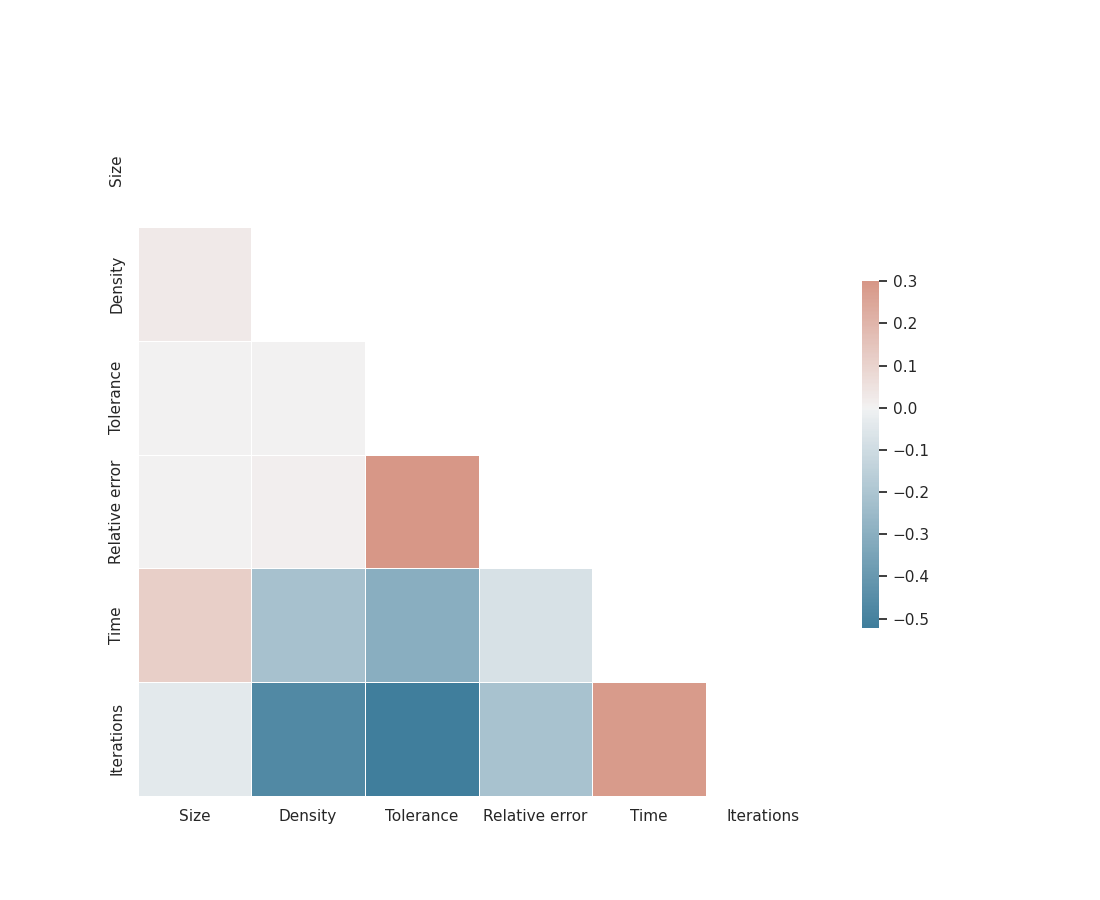 Size
Density
Tolerance
Relative error
Time
Iterations
Size Density Tolerance Relative error Time Iterations
0.3
0.2
0.1
0.0
−0.1
−0.2
−0.3
−0.4
−0.5